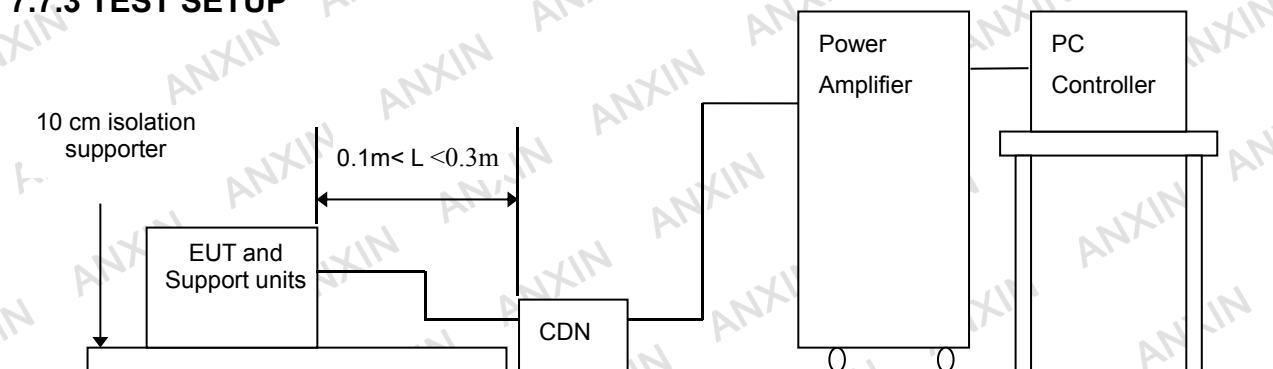 7.7.3 TEST SETUP
10 cm isolation
supporter
0.1m< L <0.3m
EUT and
Support units
CDN
Power
Amplifier
PC
Controller
ANXIN